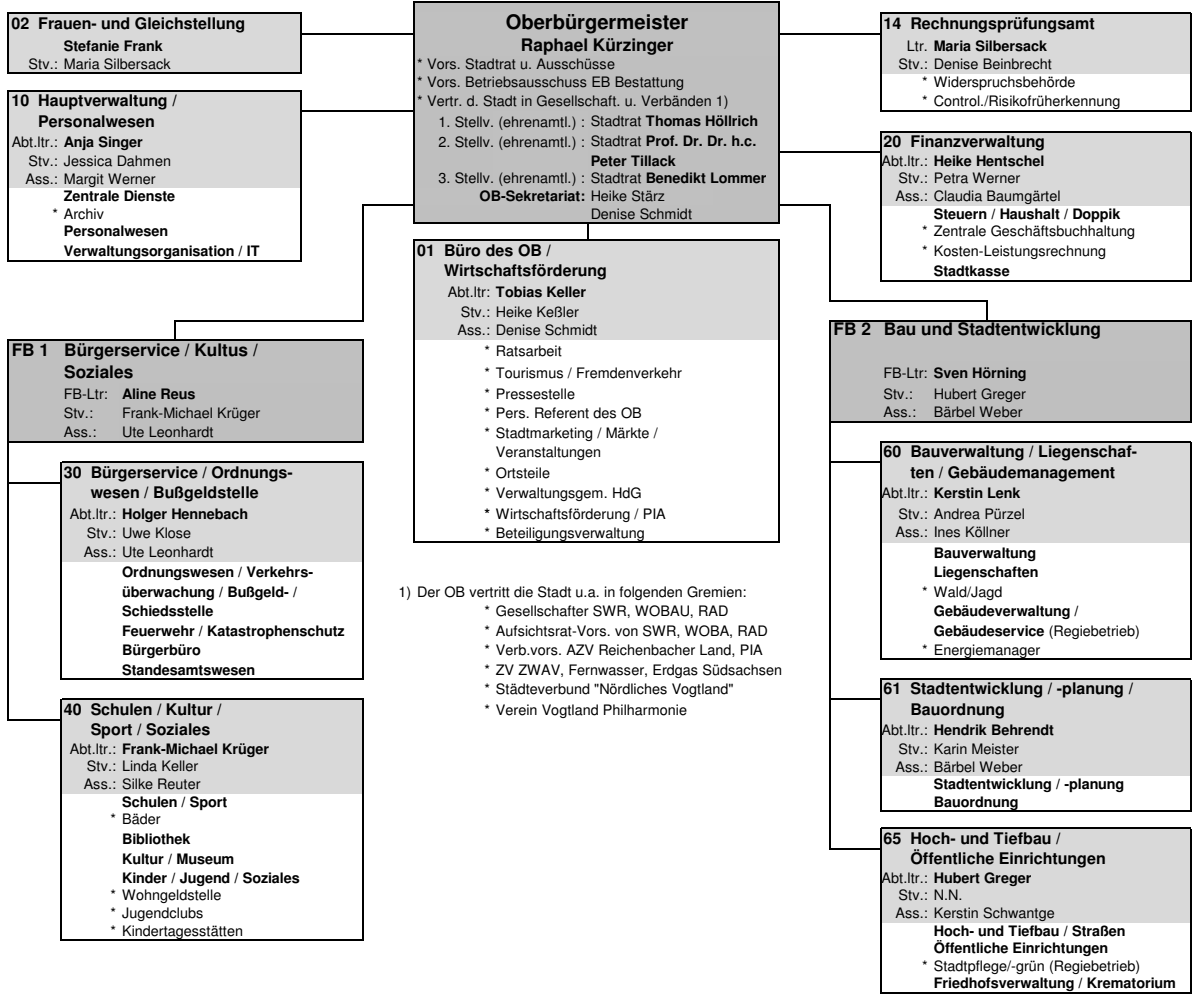 02 Frauen- und Gleichstellung
Stefanie Frank
Stv.: Maria Silbersack
10 Hauptverwaltung /
Personalwesen
Abt.ltr.: Anja Singer
Stv.: Jessica Dahmen
Ass.: Margit Werner
Zentrale Dienste
* Archiv
Personalwesen
Verwaltungsorganisation / IT
Oberbürgermeister
Raphael Kürzinger
* Vors. Stadtrat u. Ausschüsse
* Vors. Betriebsausschuss EB Bestattung
* Vertr. d. Stadt in Gesellschaft. u. Verbänden 1)
1. Stellv. (ehrenamtl.) : Stadtrat Thomas Höllrich
2. Stellv. (ehrenamtl.) : Stadtrat Prof. Dr. Dr. h.c.
Peter Tillack
3. Stellv. (ehrenamtl.) : Stadtrat Benedikt Lommer
OB-Sekretariat: Heike Stärz
Denise Schmidt
14 Rechnungsprüfungsamt
Ltr. Maria Silbersack
Stv.: Denise Beinbrecht
* Widerspruchsbehörde
* Control./Risikofrüherkennung
20 Finanzverwaltung
Abt.ltr.: Heike Hentschel
Stv.: Petra Werner
Ass.: Claudia Baumgärtel
Steuern / Haushalt / Doppik
* Zentrale Geschäftsbuchhaltung
* Kosten-Leistungsrechnung
Stadtkasse
01 Büro des OB /
Wirtschaftsförderung
Abt.ltr: Tobias Keller
Stv.: Heike Keßler
Ass.: Denise Schmidt
* Ratsarbeit
* Tourismus / Fremdenverkehr
* Pressestelle
* Pers. Referent des OB
* Stadtmarketing / Märkte /
Veranstaltungen
* Ortsteile
* Verwaltungsgem. HdG
* Wirtschaftsförderung / PIA
* Beteiligungsverwaltung
1) Der OB vertritt die Stadt u.a. in folgenden Gremien:
* Gesellschafter SWR, WOBAU, RAD
* Aufsichtsrat-Vors. von SWR, WOBA, RAD
* Verb.vors. AZV Reichenbacher Land, PIA
* ZV ZWAV, Fernwasser, Erdgas Südsachsen
* Städteverbund "Nördliches Vogtland"
* Verein Vogtland Philharmonie
FB 1 Bürgerservice / Kultus /
Soziales
FB-Ltr: Aline Reus
Stv.: Frank-Michael Krüger
Ass.: Ute Leonhardt
30 Bürgerservice / Ordnungs-
wesen / Bußgeldstelle
Abt.ltr.: Holger Hennebach
Stv.: Uwe Klose
Ass.: Ute Leonhardt
Ordnungswesen / Verkehrs-
überwachung / Bußgeld- /
Schiedsstelle
Feuerwehr / Katastrophenschutz
Bürgerbüro
Standesamtswesen
40 Schulen / Kultur /
Sport / Soziales
Abt.ltr.: Frank-Michael Krüger
Stv.: Linda Keller
Ass.: Silke Reuter
Schulen / Sport
* Bäder
Bibliothek
Kultur / Museum
Kinder / Jugend / Soziales
* Wohngeldstelle
* Jugendclubs
* Kindertagesstätten
FB 2 Bau und Stadtentwicklung
FB-Ltr: Sven Hörning
Stv.: Hubert Greger
Ass.: Bärbel Weber
60 Bauverwaltung / Liegenschaf-
ten / Gebäudemanagement
Abt.ltr.: Kerstin Lenk
Stv.: Andrea Pürzel
Ass.: Ines Köllner
Bauverwaltung
Liegenschaften
* Wald/Jagd
Gebäudeverwaltung /
Gebäudeservice (Regiebetrieb)
* Energiemanager
61 Stadtentwicklung / -planung /
Bauordnung
Abt.ltr.: Hendrik Behrendt
Stv.: Karin Meister
Ass.: Bärbel Weber
Stadtentwicklung / -planung
Bauordnung
65 Hoch- und Tiefbau /
Öffentliche Einrichtungen
Abt.ltr.: Hubert Greger
Stv.: N.N.
Ass.: Kerstin Schwantge
Hoch- und Tiefbau / Straßen
Öffentliche Einrichtungen
* Stadtpflege/-grün (Regiebetrieb)
Friedhofsverwaltung / Krematorium